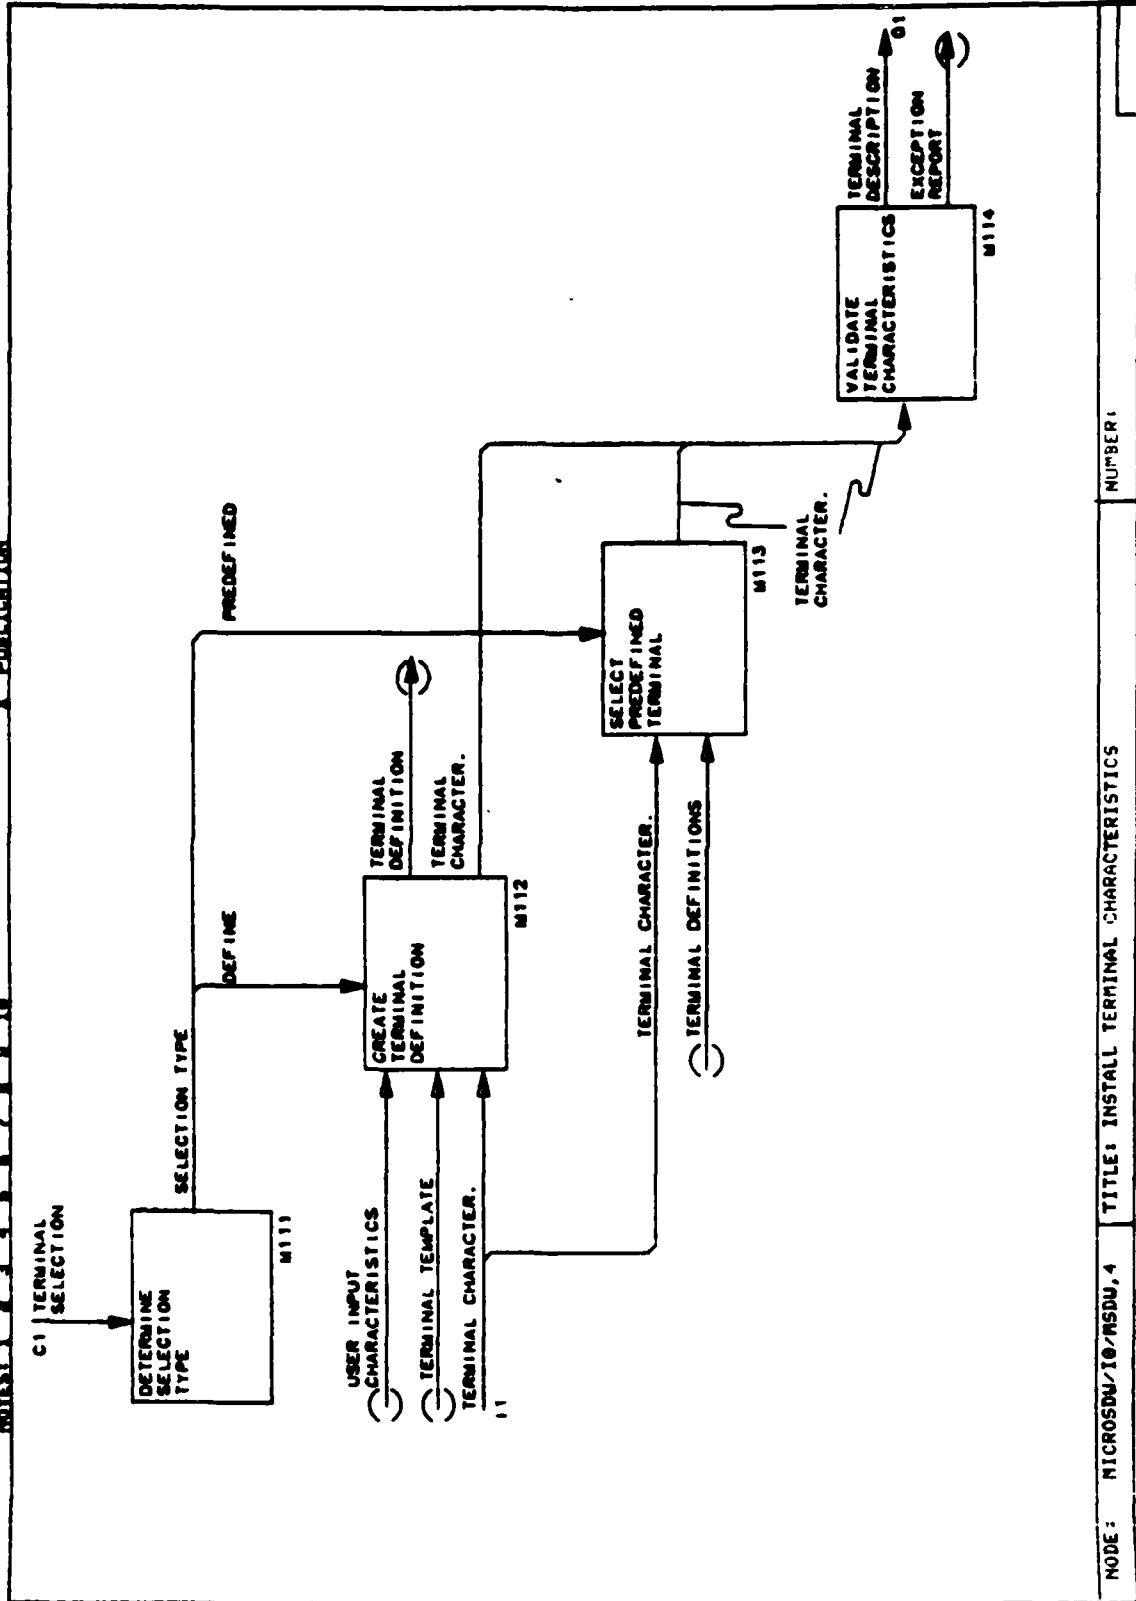 PUBLICATION
C1
TERMINAL
SELECTION
DETERMINE
SELECTION
TYPE
M111
SELECTION TYPE
DEFINE
PREDEFINED
USER INPUT
CHARACTERISTICS
TERMINAL TEMPLATE
TERMINAL CHARACTER.
I1
CREATE
TERMINAL
DEFINITION
M112
TERMINAL
DEFINITION
TERMINAL
CHARACTER.
TERMINAL CHARACTER.
TERMINAL DEFINITIONS
SELECT
PREDEFINED
TERMINAL
M113
TERMINAL
CHARACTER.
VALIDATE
TERMINAL
CHARACTERISTICS
M114
TERMINAL
DESCRIPTION
O1
EXCEPTION
REPORT
NODE: MICROSDW/I0/MSDW,4
TITLE: INSTALL TERMINAL CHARACTERISTICS
NUMBER: